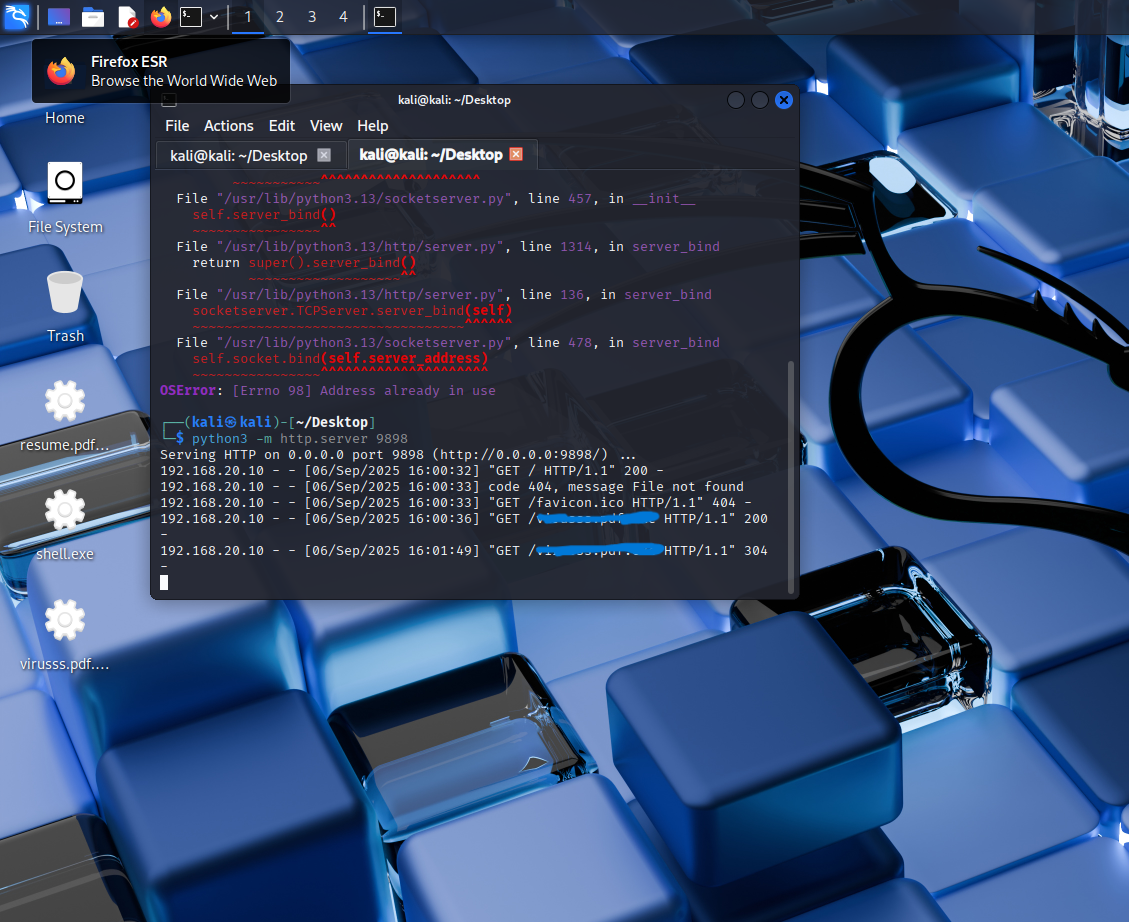 1 2 3 4
Firefox ESR
Browse the World Wide Web
Home
File System
Trash
resume.pdf...
shell.exe
virusss.pdf....
kali@kali: ~/Desktop
File Actions Edit View Help
kali@kali: ~/Desktop kali@kali: ~/Desktop
~~~~~~~~~~~^^^^^^^^^^^^^^^^^^^^
File "/usr/lib/python3.13/socketserver.py", line 457, in __init__
self.server_bind()
~~~~~~~~~~~~~~~~^^
File "/usr/lib/python3.13/http/server.py", line 1314, in server_bind
return super().server_bind()
~~~~~~~~~~~~~~~~~~~^^
File "/usr/lib/python3.13/http/server.py", line 136, in server_bind
socketserver.TCPServer.server_bind(self)
~~~~~~~~~~~~~~~~~~~~~~~~~~~~~~~~~~^^^^^^
File "/usr/lib/python3.13/socketserver.py", line 478, in server_bind
self.socket.bind(self.server_address)
~~~~~~~~~~~~~~~~^^^^^^^^^^^^^^^^^^^^^
OSError: [Errno 98] Address already in use
┌──(kali㉿kali)-[~/Desktop]
└─$ python3 -m http.server 9898
Serving HTTP on 0.0.0.0 port 9898 (http://0.0.0.0:9898/) ...
192.168.20.10 - - [06/Sep/2025 16:00:32] "GET / HTTP/1.1" 200 -
192.168.20.10 - - [06/Sep/2025 16:00:33] code 404, message File not found
192.168.20.10 - - [06/Sep/2025 16:00:33] "GET /favicon.ico HTTP/1.1" 404 -
192.168.20.10 - - [06/Sep/2025 16:00:36] "GET / HTTP/1.1" 200
-
192.168.20.10 - - [06/Sep/2025 16:01:49] "GET / HTTP/1.1" 304
-